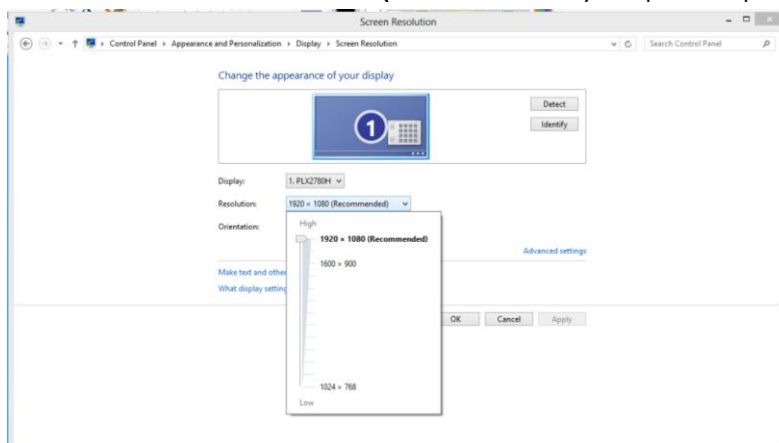 Screen Resolution
Control Panel Appearance and Personalization Display Screen Resolution
Search Control Panel
Change the appearance of your display
1
Detect
Identify
Display:
1. PLX2780H
Resolution:
1920 × 1080 (Recommended)
Orientation:
High
1920 × 1080 (Recommended)
1600 × 900
1024 × 768
Low
Advanced settings
Make text and other
What display setting
OK
Cancel
Apply